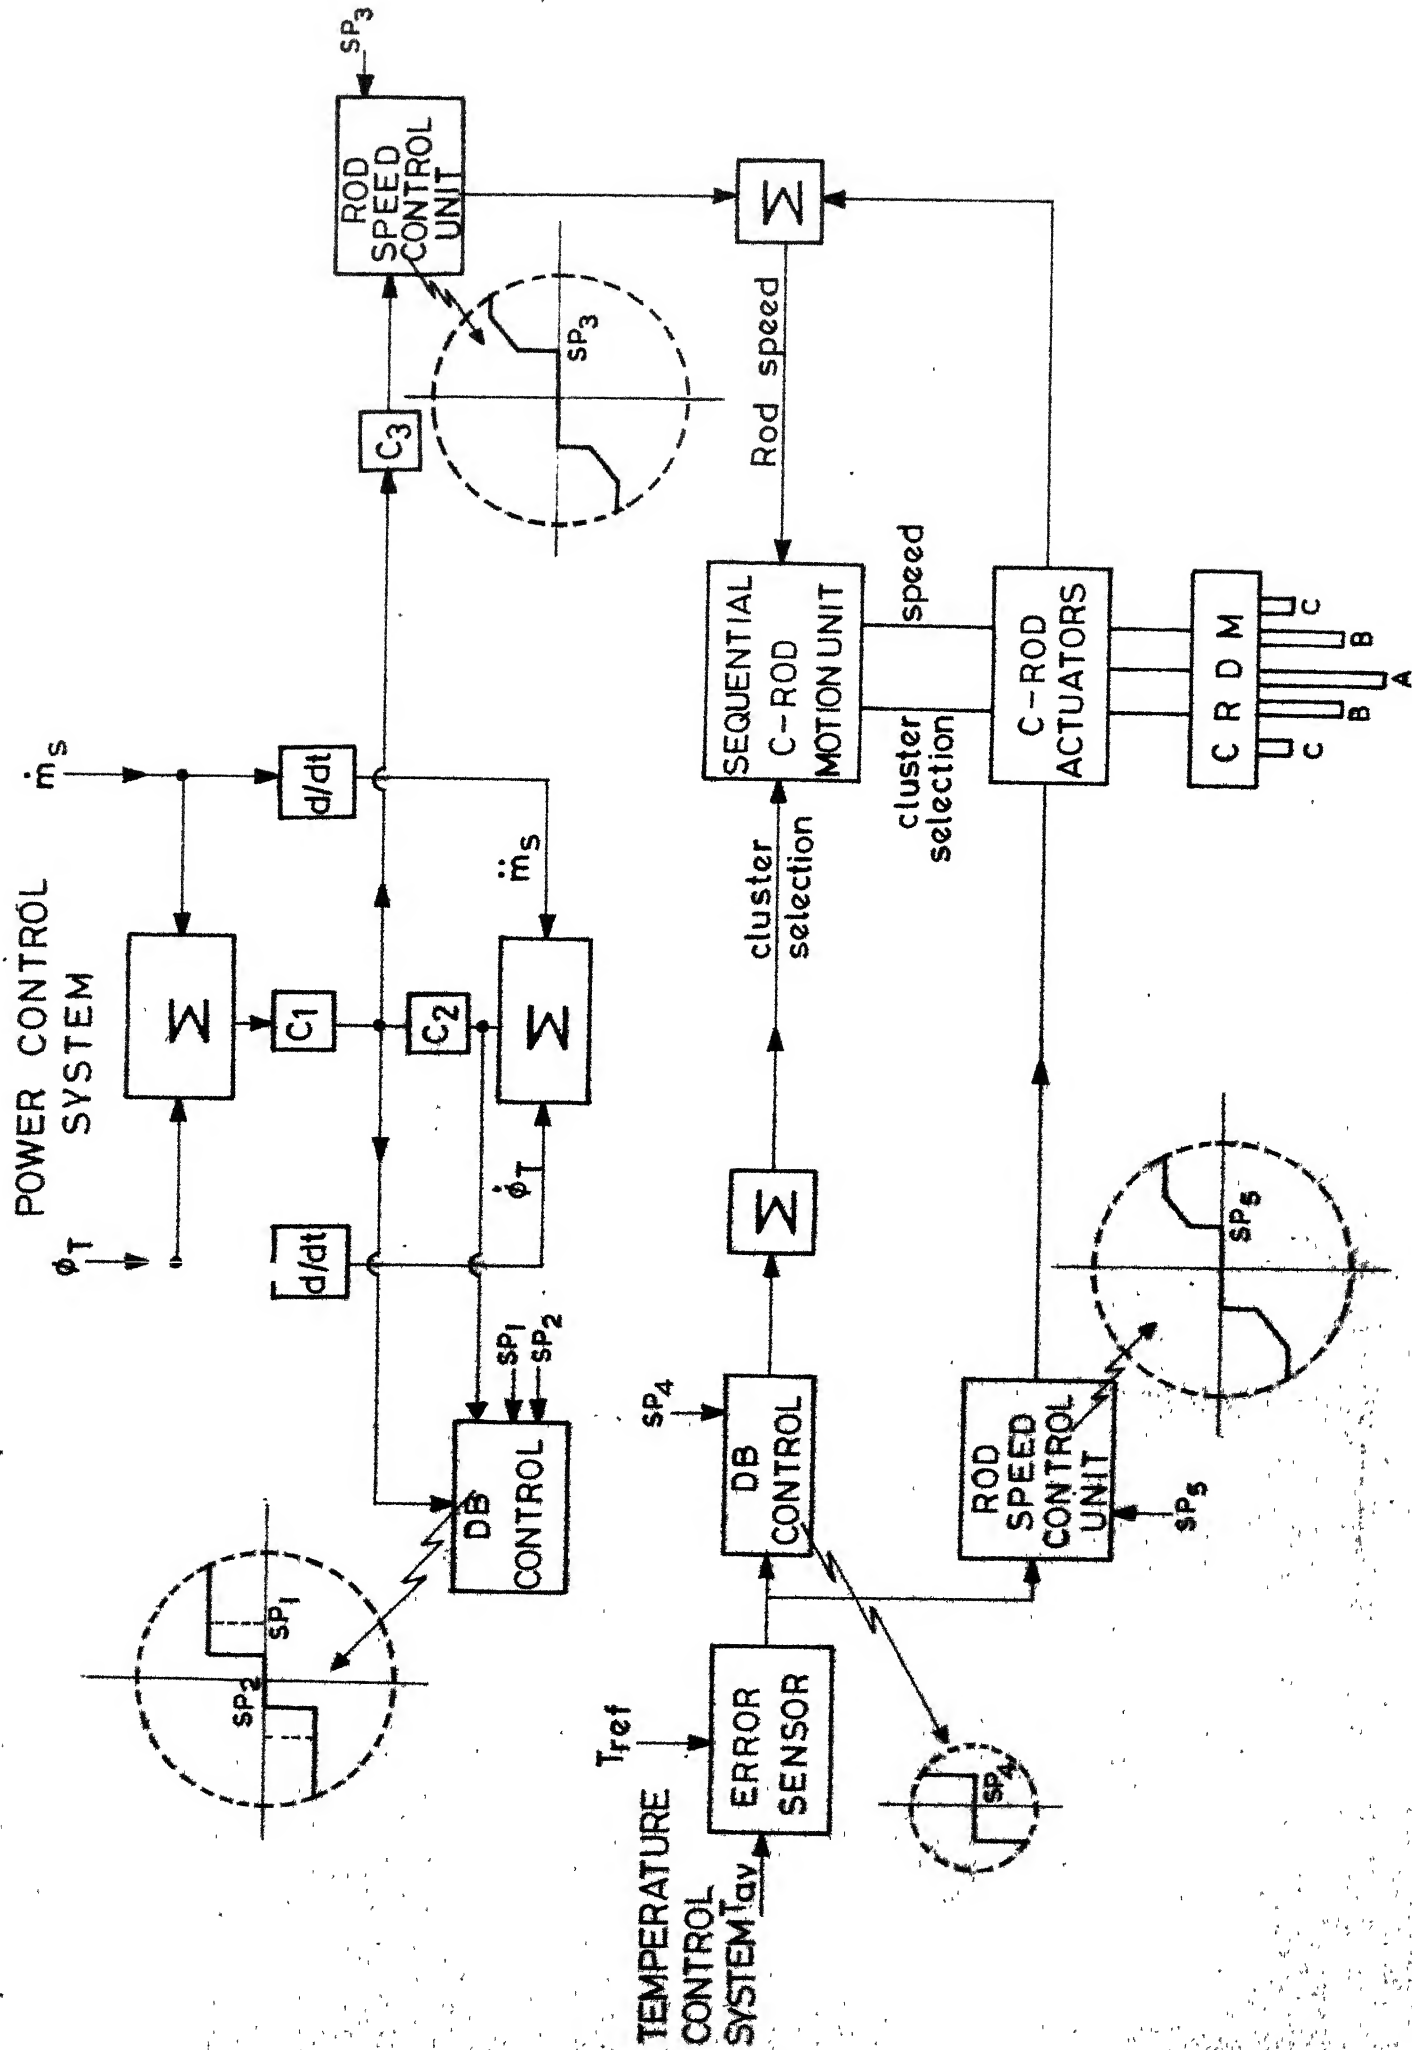 POWER CONTROL
SYSTEM
ϕT
ṁs
Σ
d/dt
C1
d/dt
C2
C3
ROD
SPEED
CONTROL
UNIT
SP3
SP3
ϕ̇T
m̈s
Σ
SP2
SP1
DB
CONTROL
SP1
SP2
Σ
Rod speed
TEMPERATURE
CONTROL
SYSTEM
Tav
Tref
ERROR
SENSOR
SP4
DB
CONTROL
SP4
Σ
cluster
selection
SEQUENTIAL
C-ROD
MOTION UNIT
cluster
selection
speed
ROD
SPEED
CONTROL
UNIT
SP5
SP5
C-ROD
ACTUATORS
C R D M
C
B
A
B
C